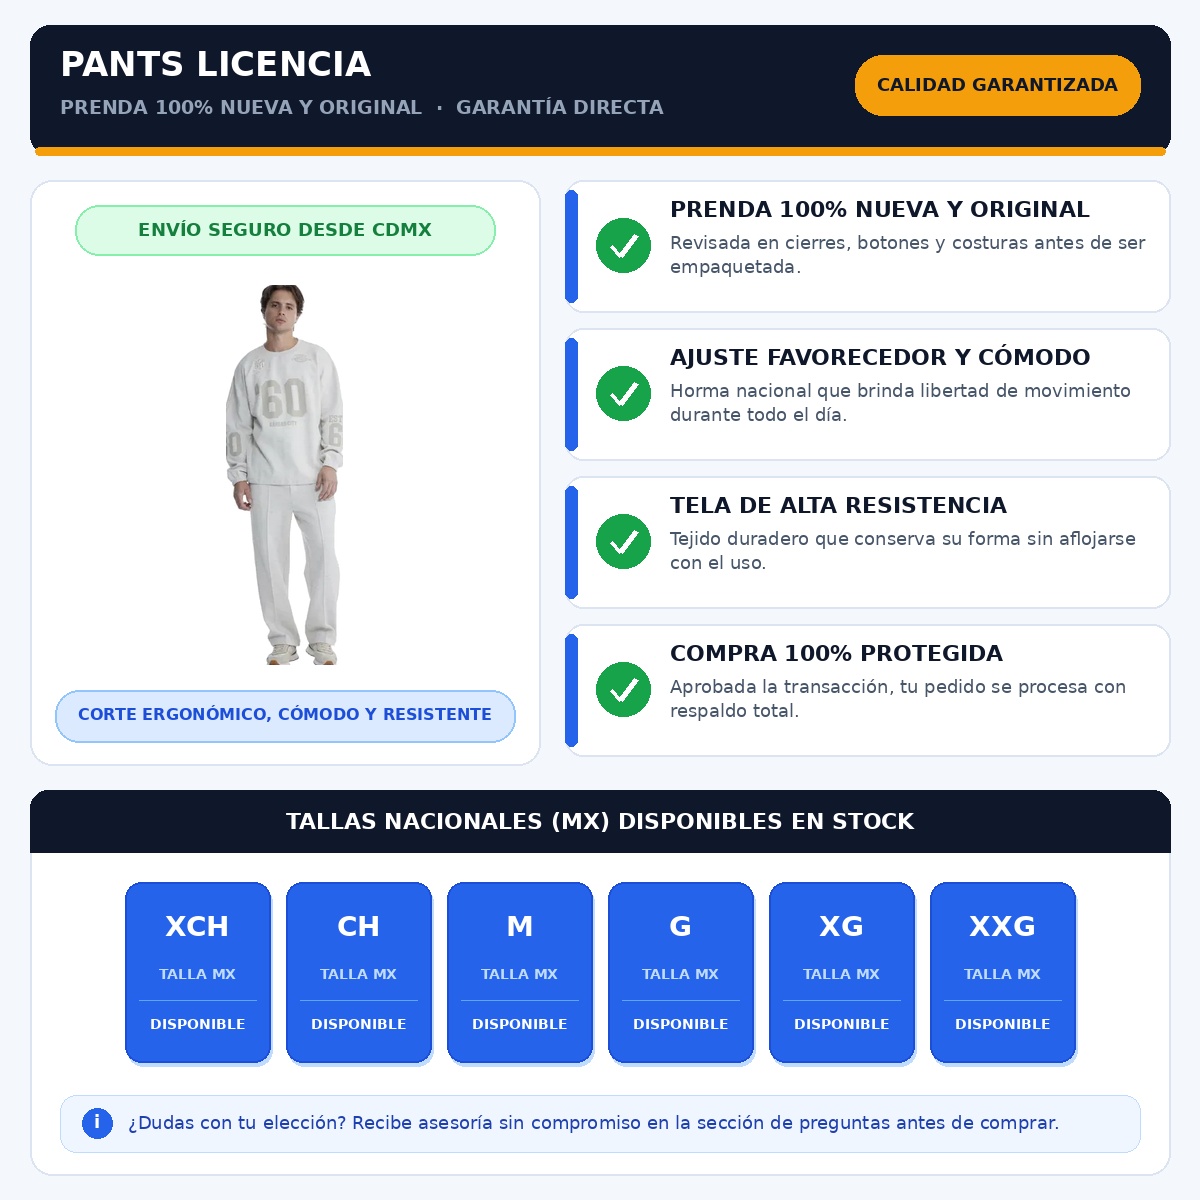 PANTS LICENCIA
PRENDA 100% NUEVA Y ORIGINAL · GARANTÍA DIRECTA
CALIDAD GARANTIZADA
ENVÍO SEGURO DESDE CDMX
'60
0
6
CORTE ERGONÓMICO, CÓMODO Y RESISTENTE
PRENDA 100% NUEVA Y ORIGINAL
Revisada en cierres, botones y costuras antes de ser
empaquetada.
AJUSTE FAVORECEDOR Y CÓMODO
Horma nacional que brinda libertad de movimiento
durante todo el día.
TELA DE ALTA RESISTENCIA
Tejido duradero que conserva su forma sin aflojarse
con el uso.
COMPRA 100% PROTEGIDA
Aprobada la transacción, tu pedido se procesa con
respaldo total.
TALLAS NACIONALES (MX) DISPONIBLES EN STOCK
XCH CH M G XG XXG
TALLA MX TALLA MX TALLA MX TALLA MX TALLA MX TALLA MX
DISPONIBLE DISPONIBLE DISPONIBLE DISPONIBLE DISPONIBLE DISPONIBLE
i ¿Dudas con tu elección? Recibe asesoría sin compromiso en la sección de preguntas antes de comprar.